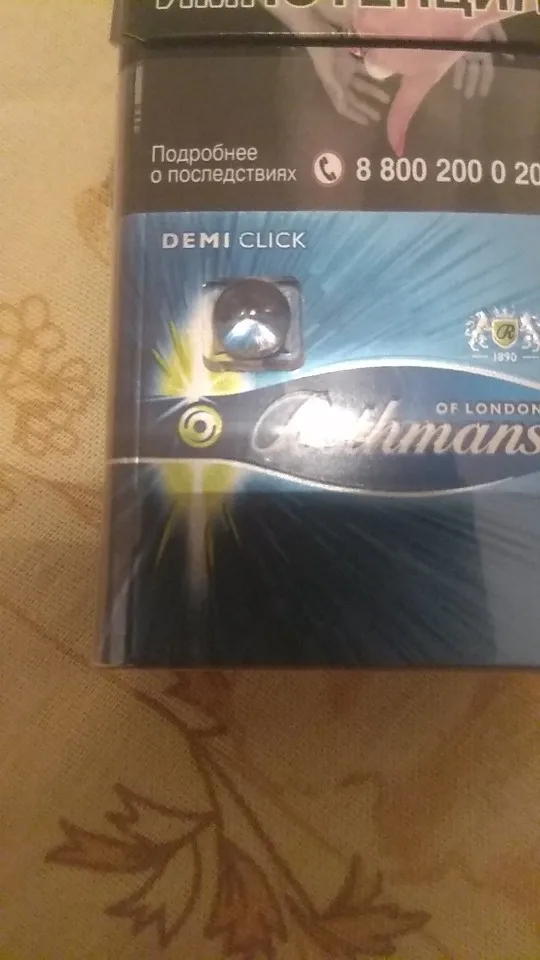 Подробнее
о последствиях 8 800 200 0 20
DEMI CLICK
R
1890
OF LONDON
Rothmans